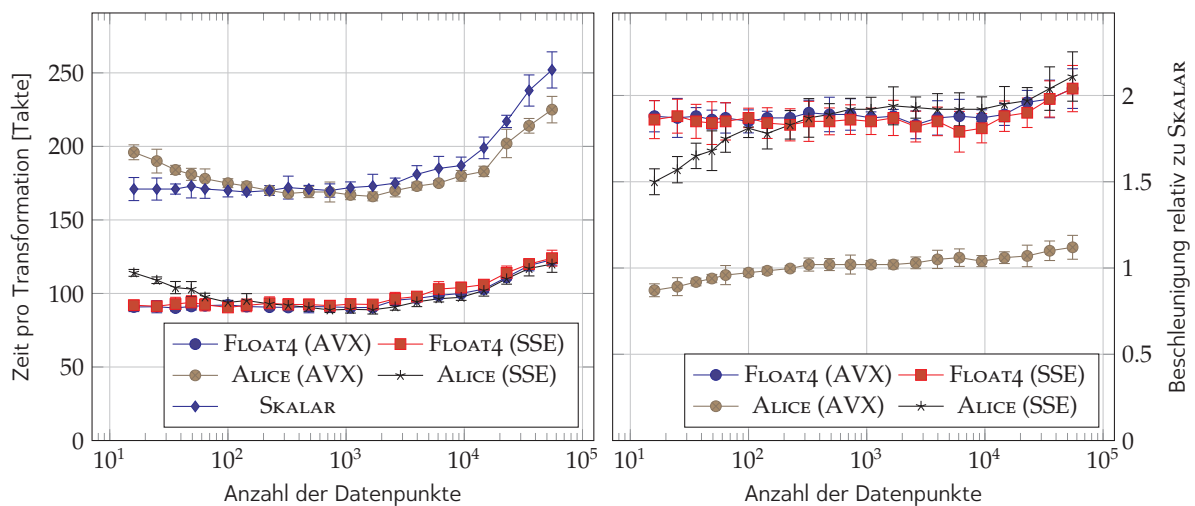 Zeit pro Transformation [Takte]
250
200
150
100
50
0
10^1 10^2 10^3 10^4 10^5
Anzahl der Datenpunkte
FLOAT4 (AVX) FLOAT4 (SSE)
ALICE (AVX) ALICE (SSE)
SKALAR
2
1.5
1
0.5
0
Beschleunigung relativ zu SKALAR
10^1 10^2 10^3 10^4 10^5
Anzahl der Datenpunkte
FLOAT4 (AVX) FLOAT4 (SSE)
ALICE (AVX) ALICE (SSE)